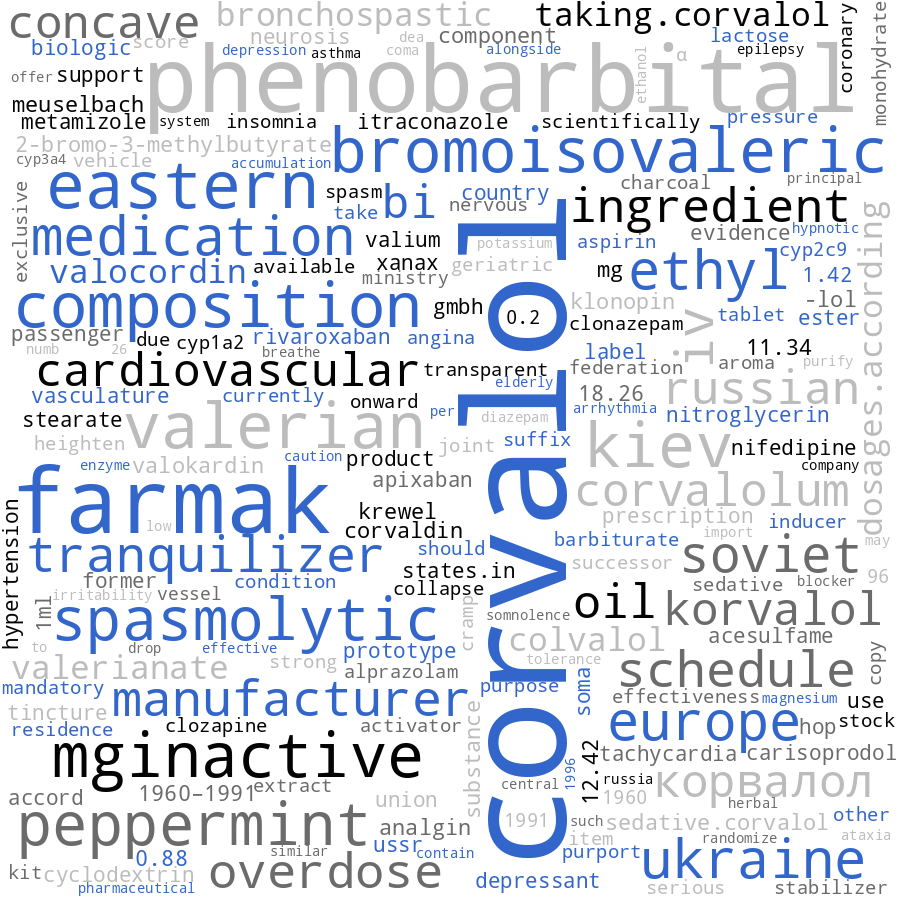 concave
bronchospastic
taking.corvalol
coronary
monohydrate
neurosis
dea
component
lactose
biologic
score
depression
asthma
coma
alongside
epilepsy
offer
support
phenobarbital
ethanol
α
meuselbach
metamizole
system
insomnia
itraconazole
scientifically
pressure
2-bromo-3-methylbutyrate
bromoisovaleric
cyp3a4
vehicle
accumulation
eastern
spasm
bi
country
charcoal
principal
exclusive
take
nervous
ingredient
medication
valium
potassium
aspirin
evidence
hypnotic
dosages.according
valocordin
available
xanax
geriatric
cyp2c9
ministry
mg
ethyl
1.42
composition
gmbh
0.2
klonopin
-lol
passenger
due
cyp1a2
rivaroxaban
angina
clonazepam
iv
tablet
ester
numb
26
breathe
label
11.34
cardiovascular
transparent
federation
aroma
purify
elderly
vasculature
currently
onward
18.26
russian
stearate
valerian
per
diazepam
arrhythmia
nitroglycerin
heighten
joint
suffix
kiev
nifedipine
enzyme
valokardin
caution
product
company
farmak
apixaban
corvalolum
krewel
prescription
inducer
low
corvaldin
import
hypertension
tranquilizer
should
barbiturate
soviet
may
former
condition
states.in
successor
96
irritability
vessel
collapse
sedative
blocker
1ml
spasmolytic
cramp
somnolence
oil
korvalol
to
drop
effective
prototype
colvalol
acesulfame
valerianate
strong
alprazolam
tolerance
schedule
copy
mandatory
manufacturer
purpose
soma
effectiveness
magnesium
use
tincture
residence
clozapine
activator
substance
europe
hop
stock
mginactive
corvalol
tachycardia
carisoprodol
1996
12.42
russia
корвалол
accord
1960–1991
extract
union
central
1960
herbal
peppermint
analgin
1991
such
sedative.corvalol
other
ussr
item
randomize
ataxia
0.88
similar
contain
purport
ukraine
kit
cyclodextrin
overdose
depressant
serious
stabilizer
pharmaceutical